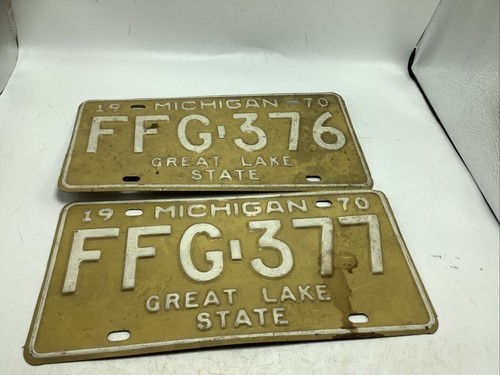 19 MICHIGAN 70
FFG-376
GREAT LAKE
STATE
19 MICHIGAN 70
FFG-377
GREAT LAKE
STATE